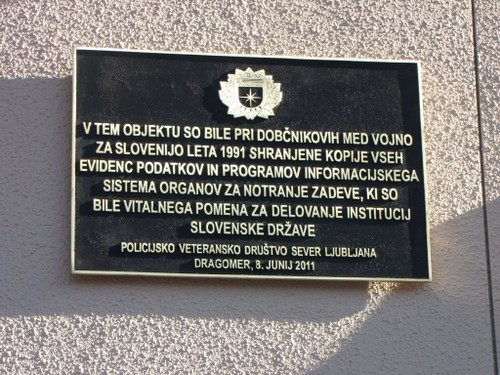 V TEM OBJEKTU SO BILE PRI DOBČNIKOVIH MED VOJNO
ZA SLOVENIJO LETA 1991 SHRANJENE KOPIJE VSEH
EVIDENC PODATKOV IN PROGRAMOV INFORMACIJSKEGA
SISTEMA ORGANOV ZA NOTRANJE ZADEVE, KI SO
BILE VITALNEGA POMENA ZA DELOVANJE INSTITUCIJ
SLOVENSKE DRŽAVE
POLICIJSKO VETERANSKO DRUŠTVO SEVER LJUBLJANA
DRAGOMER, 8. JUNIJ 2011